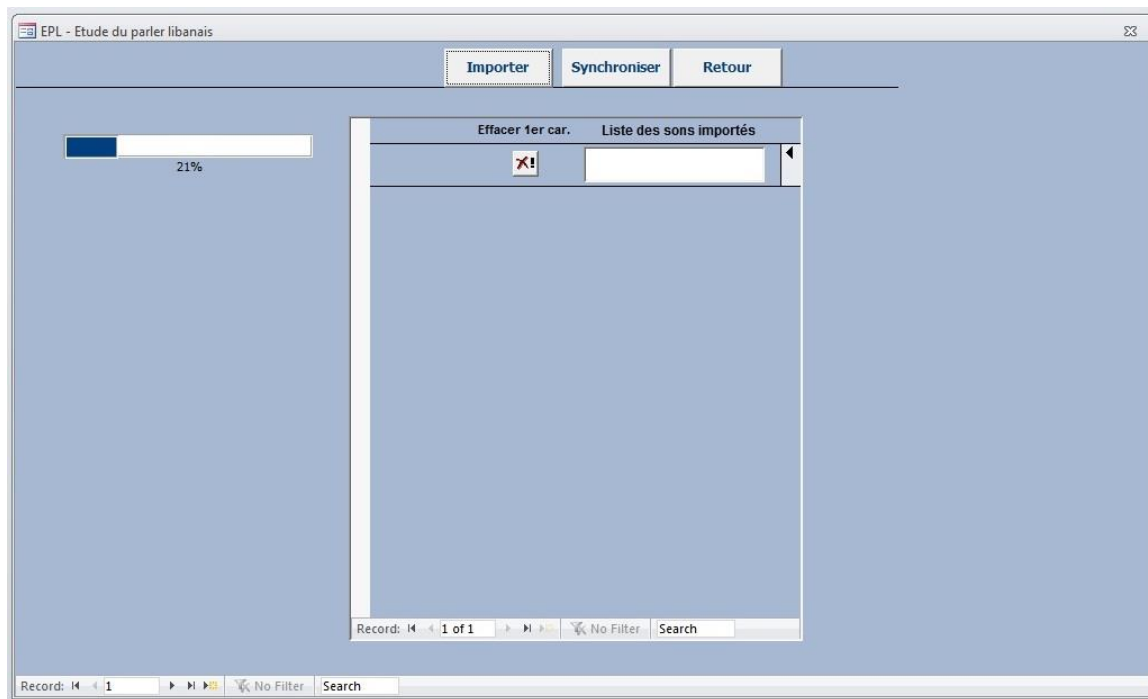 EPL - Etude du parler libanais
Importer Synchroniser Retour
Effacer 1er car. Liste des sons importés
21%
Record: 1 of 1 No Filter Search
Record: 1 No Filter Search